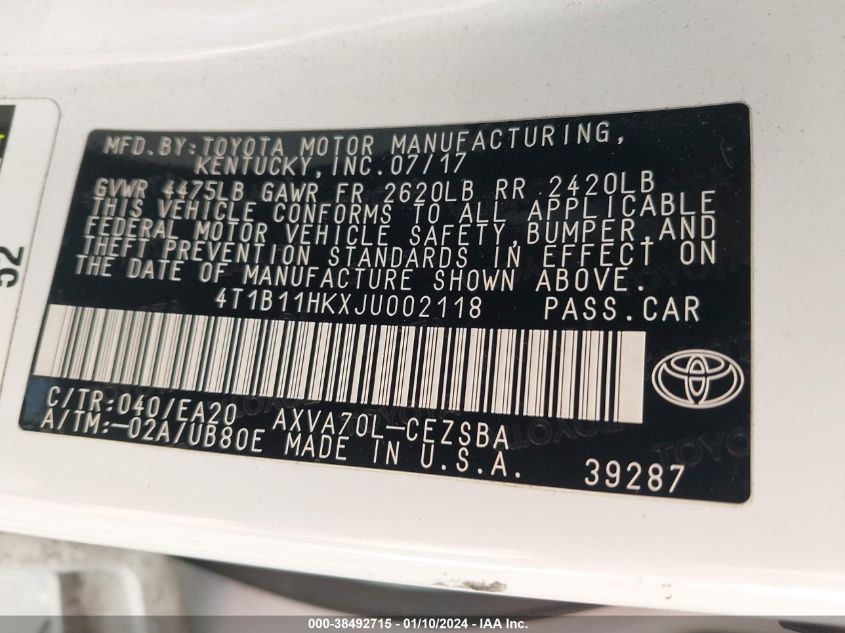 MFD.BY:TOYOTA MOTOR MANUFACTURING,
KENTUCKY,INC.07/17
GVWR 4475LB GAWR FR 2620LB RR 2420LB
THIS VEHICLE CONFORMS TO ALL APPLICABLE
FEDERAL MOTOR VEHICLE SAFETY,BUMPER,AND
THEFT PREVENTION STANDARDS IN EFFECT ON
THE DATE OF MANUFACTURE SHOWN ABOVE.
4T1B11HKXJU002118 PASS.CAR
C/TR:040/EA20 AXVA70L-CEZSBA
A/TM:-02A/UB80E MADE IN U.S.A.
39287
52
000-38492715 - 01/10/2024 - IAA Inc.